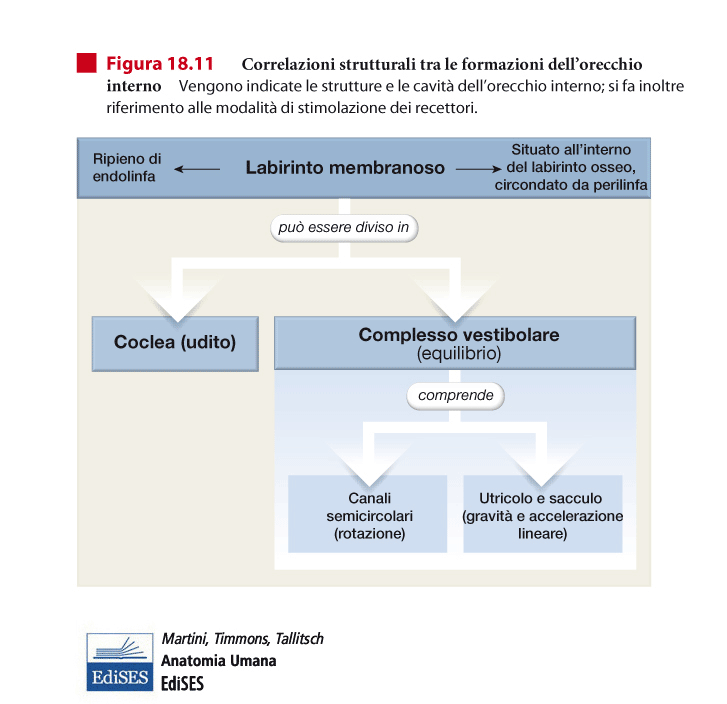 Figura 18.11 Correlazioni strutturali tra le formazioni dell'orecchio
interno Vengono indicate le strutture e le cavità dell'orecchio interno; si fa inoltre
riferimento alle modalità di stimolazione dei recettori.
Ripieno di
endolinfa
Labirinto membranoso
Situato all'interno
del labirinto osseo,
circondato da perilinfa
può essere diviso in
Coclea (udito)
Complesso vestibolare
(equilibrio)
comprende
Canali
semicircolari
(rotazione)
Utricolo e sacculo
(gravità e accelerazione
lineare)
EdiSES
Martini, Timmons, Tallitsch
Anatomia Umana
EdiSES